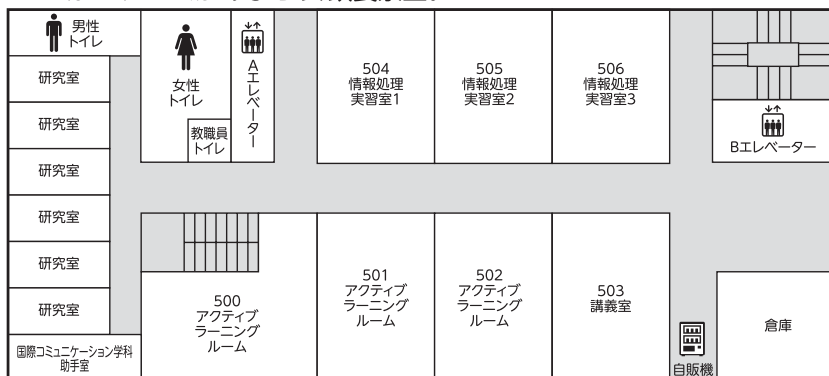 男性
トイレ
研究室
研究室
研究室
研究室
研究室
研究室
国際コミュニケーション学科
助手室
女性
トイレ
教職員
トイレ
Aエレベーター
504
情報処理
実習室1
505
情報処理
実習室2
506
情報処理
実習室3
Bエレベーター
500
アクティブ
ラーニング
ルーム
501
アクティブ
ラーニング
ルーム
502
アクティブ
ラーニング
ルーム
503
講義室
自販機
倉庫